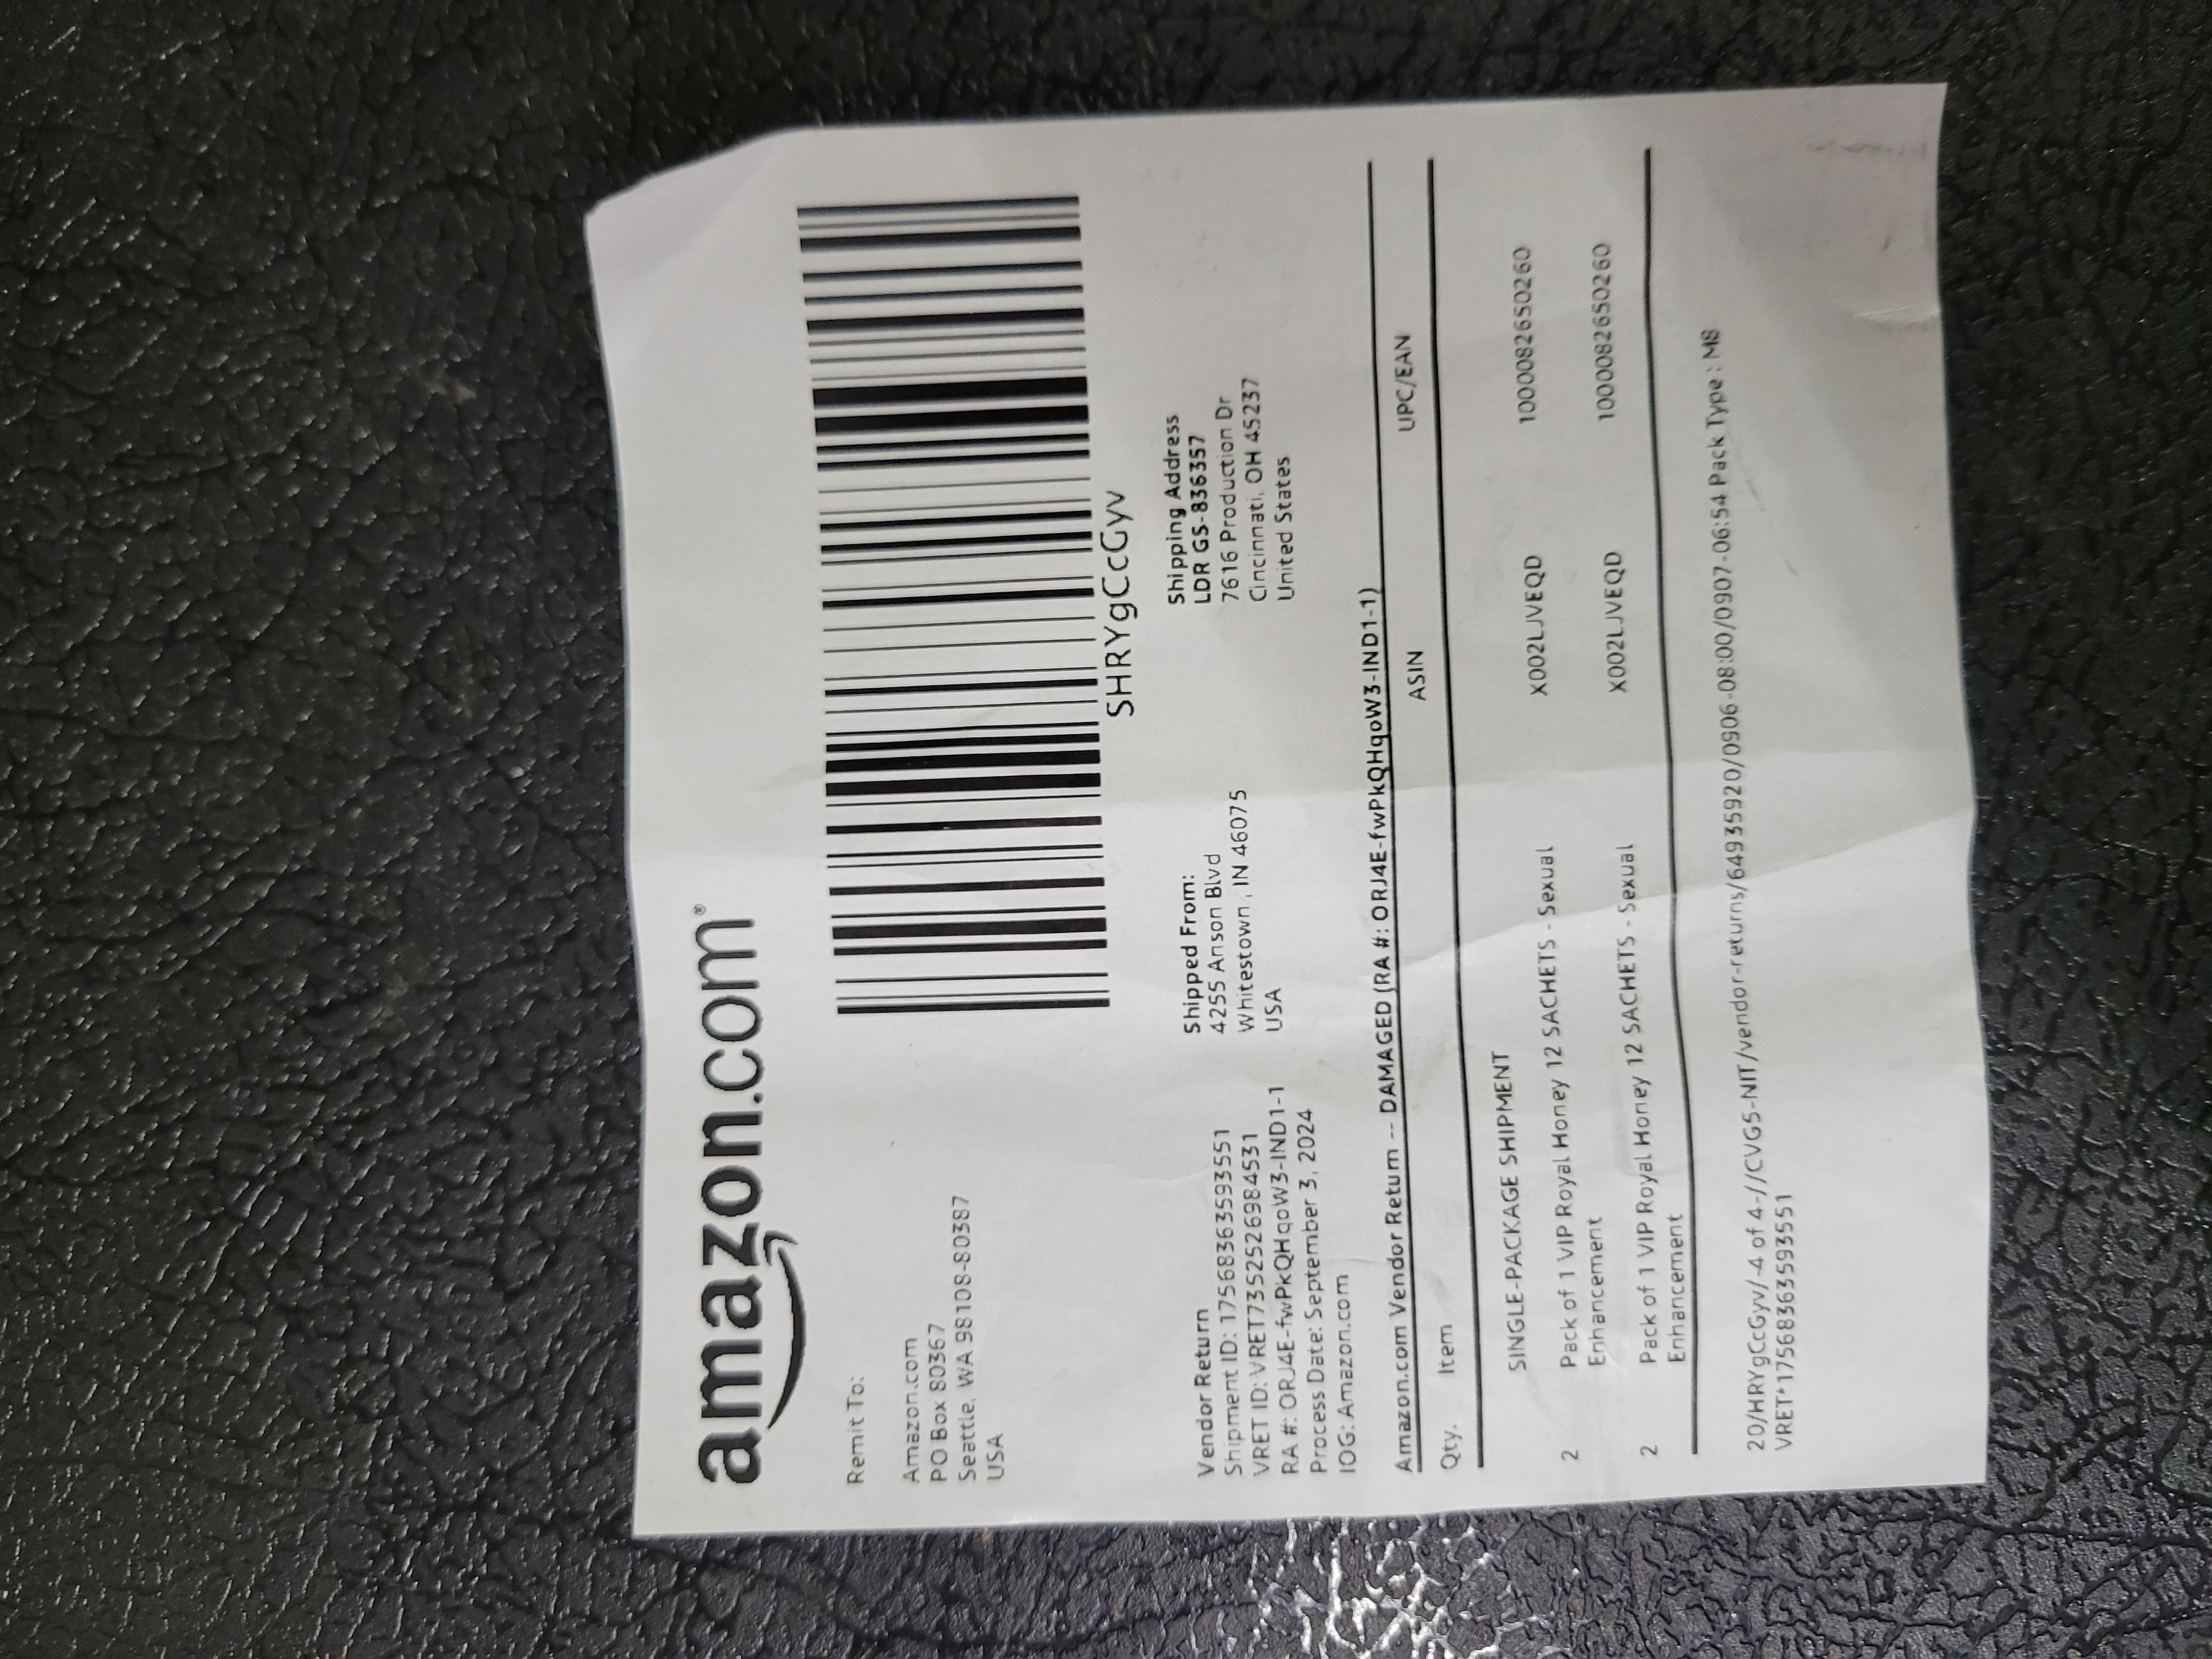 amazon.com®
Remit To:
Amazon.com
PO Box 80367
Seattle, WA 98108-80387
USA
SHRYgCcGyv
Vendor Return
Shipment ID: 17568363593551
VRET ID: VRET7352526984531
RA #: ORJ4E-fwPkQHqoW3-IND1-1
Process Date: September 3, 2024
IOG: Amazon.com
Shipped From:
4255 Anson Blvd
Whitestown , IN 46075
USA
Shipping Address
LDR GS-836357
7616 Production Dr
Cincinnati, OH 45237
United States
Amazon.com Vendor Return -- DAMAGED (RA #: ORJ4E-fwPkQHqoW3-IND1-1)
Qty. Item ASIN UPC/EAN
SINGLE-PACKAGE SHIPMENT
2 Pack of 1 VIP Royal Honey 12 SACHETS - Sexual X002LJVEQD 1000082650260
Enhancement
2 Pack of 1 VIP Royal Honey 12 SACHETS - Sexual X002LJVEQD 1000082650260
Enhancement
20/HRYgCcGyv/-4 of 4-//CVG5-NIT/vendor-returns/64935920/0906-08:00/0907-06:54 Pack Type : M8
VRET*17568363593551